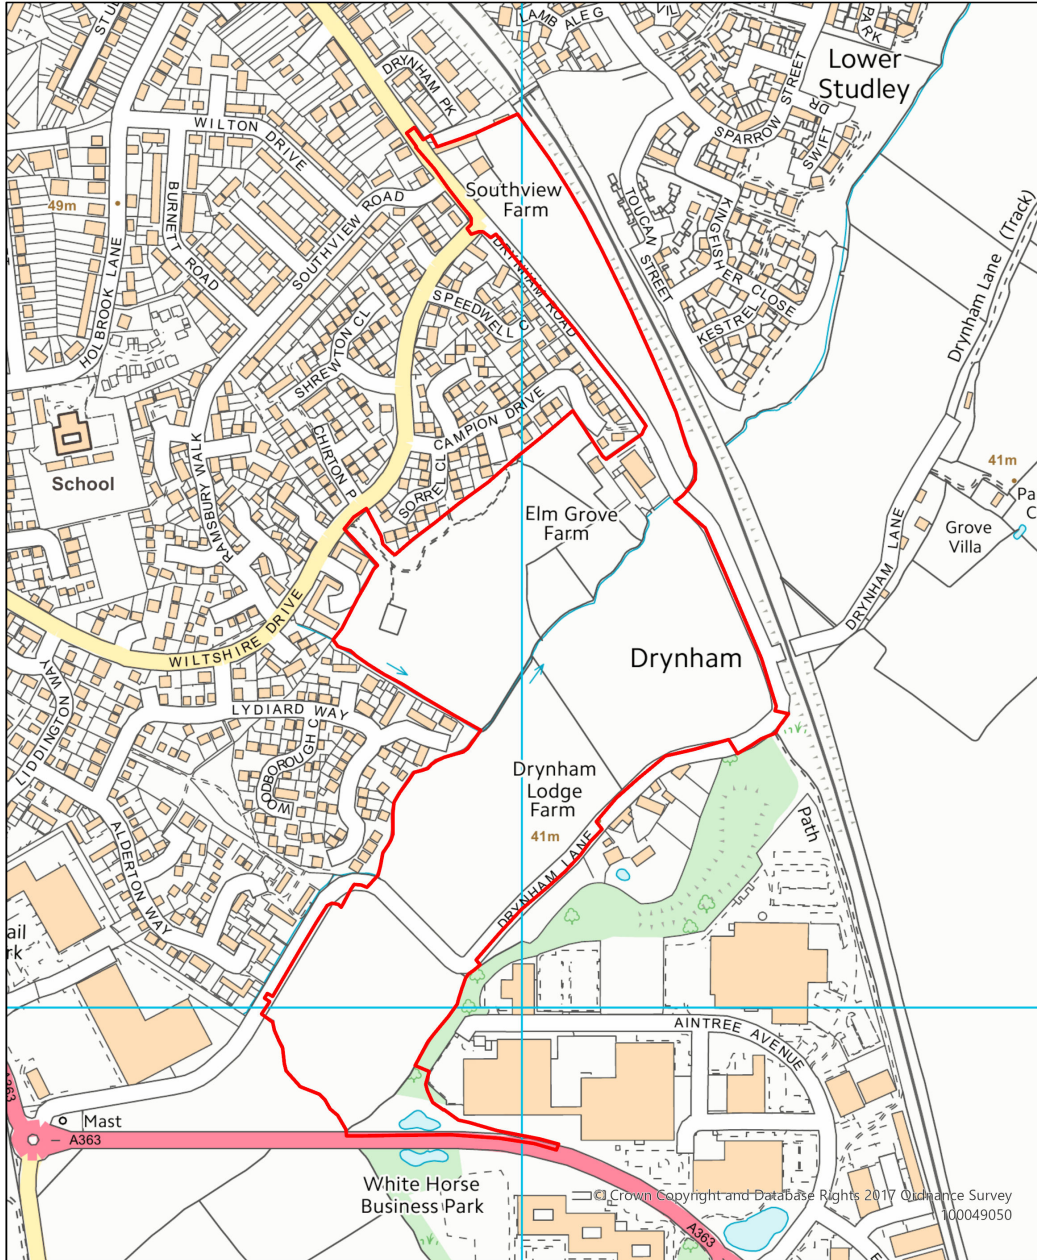 LAMB ALE G
PARK
Lower
Studley
DRYNHAM PK
SPARROW STREET
SWIFT
DR
WILTON DRIVE
BURNETT ROAD
SOUTHVIEW ROAD
49m
HOLBROOK LANE
Southview
Farm
DRYNHAM ROAD
TOUCAN STREET
KINGFISHER CLOSE
KESTREL
Drynham Lane (Track)
SPEEDWELL C
SHREWTON CL
CAMPION DRIVE
CHIRTON P
SORREL CL
School
RAMSBURY WALK
Elm Grove
Farm
41m
Pa
C
Grove
Villa
DRYNHAM LANE
WILTSHIRE DRIVE
Drynham
LIDDINGTON WAY
LYDIARD WAY
WOODBOROUGH C
ALDERTON WAY
Drynham
Lodge
Farm
41m
DRYNHAM LANE
Path
ail
rk
AINTREE AVENUE
A363
Mast
A363
White Horse
Business Park
A363
© Crown Copyright and Database Rights 2017 Ordnance Survey
100049050